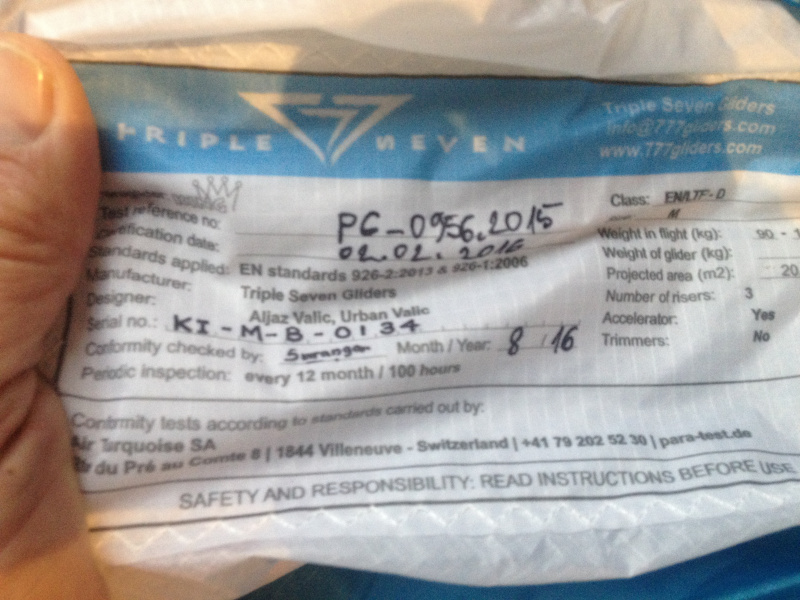 TRIPLE SEVEN
Triple Seven Gliders
info@777gliders.com
www.777gliders.com
Test reference no: PG-0956.2015
Certification date: 02.02.2016
Standards applied: EN standards 926-2:2013 & 926-1:2006
Manufacturer: Triple Seven Gliders
Designer: Aljaz Valic, Urban Valic
Serial no.: KI-M-B-0134
Conformity checked by: Month / Year: 8 / 16
Periodic inspection: every 12 month / 100 hours
Class: EN/LTF-D
M
Weight in flight (kg): 90 -
Weight of glider (kg):
Projected area (m2): 20
Number of risers: 3
Accelerator: Yes
Trimmers: No
Conformity tests according to standards carried out by:
Air Turquoise SA
du Pré au Comte 8 | 1844 Villeneuve - Switzerland | +41 79 202 52 30 | para-test.de
SAFETY AND RESPONSIBILITY: READ INSTRUCTIONS BEFORE USE